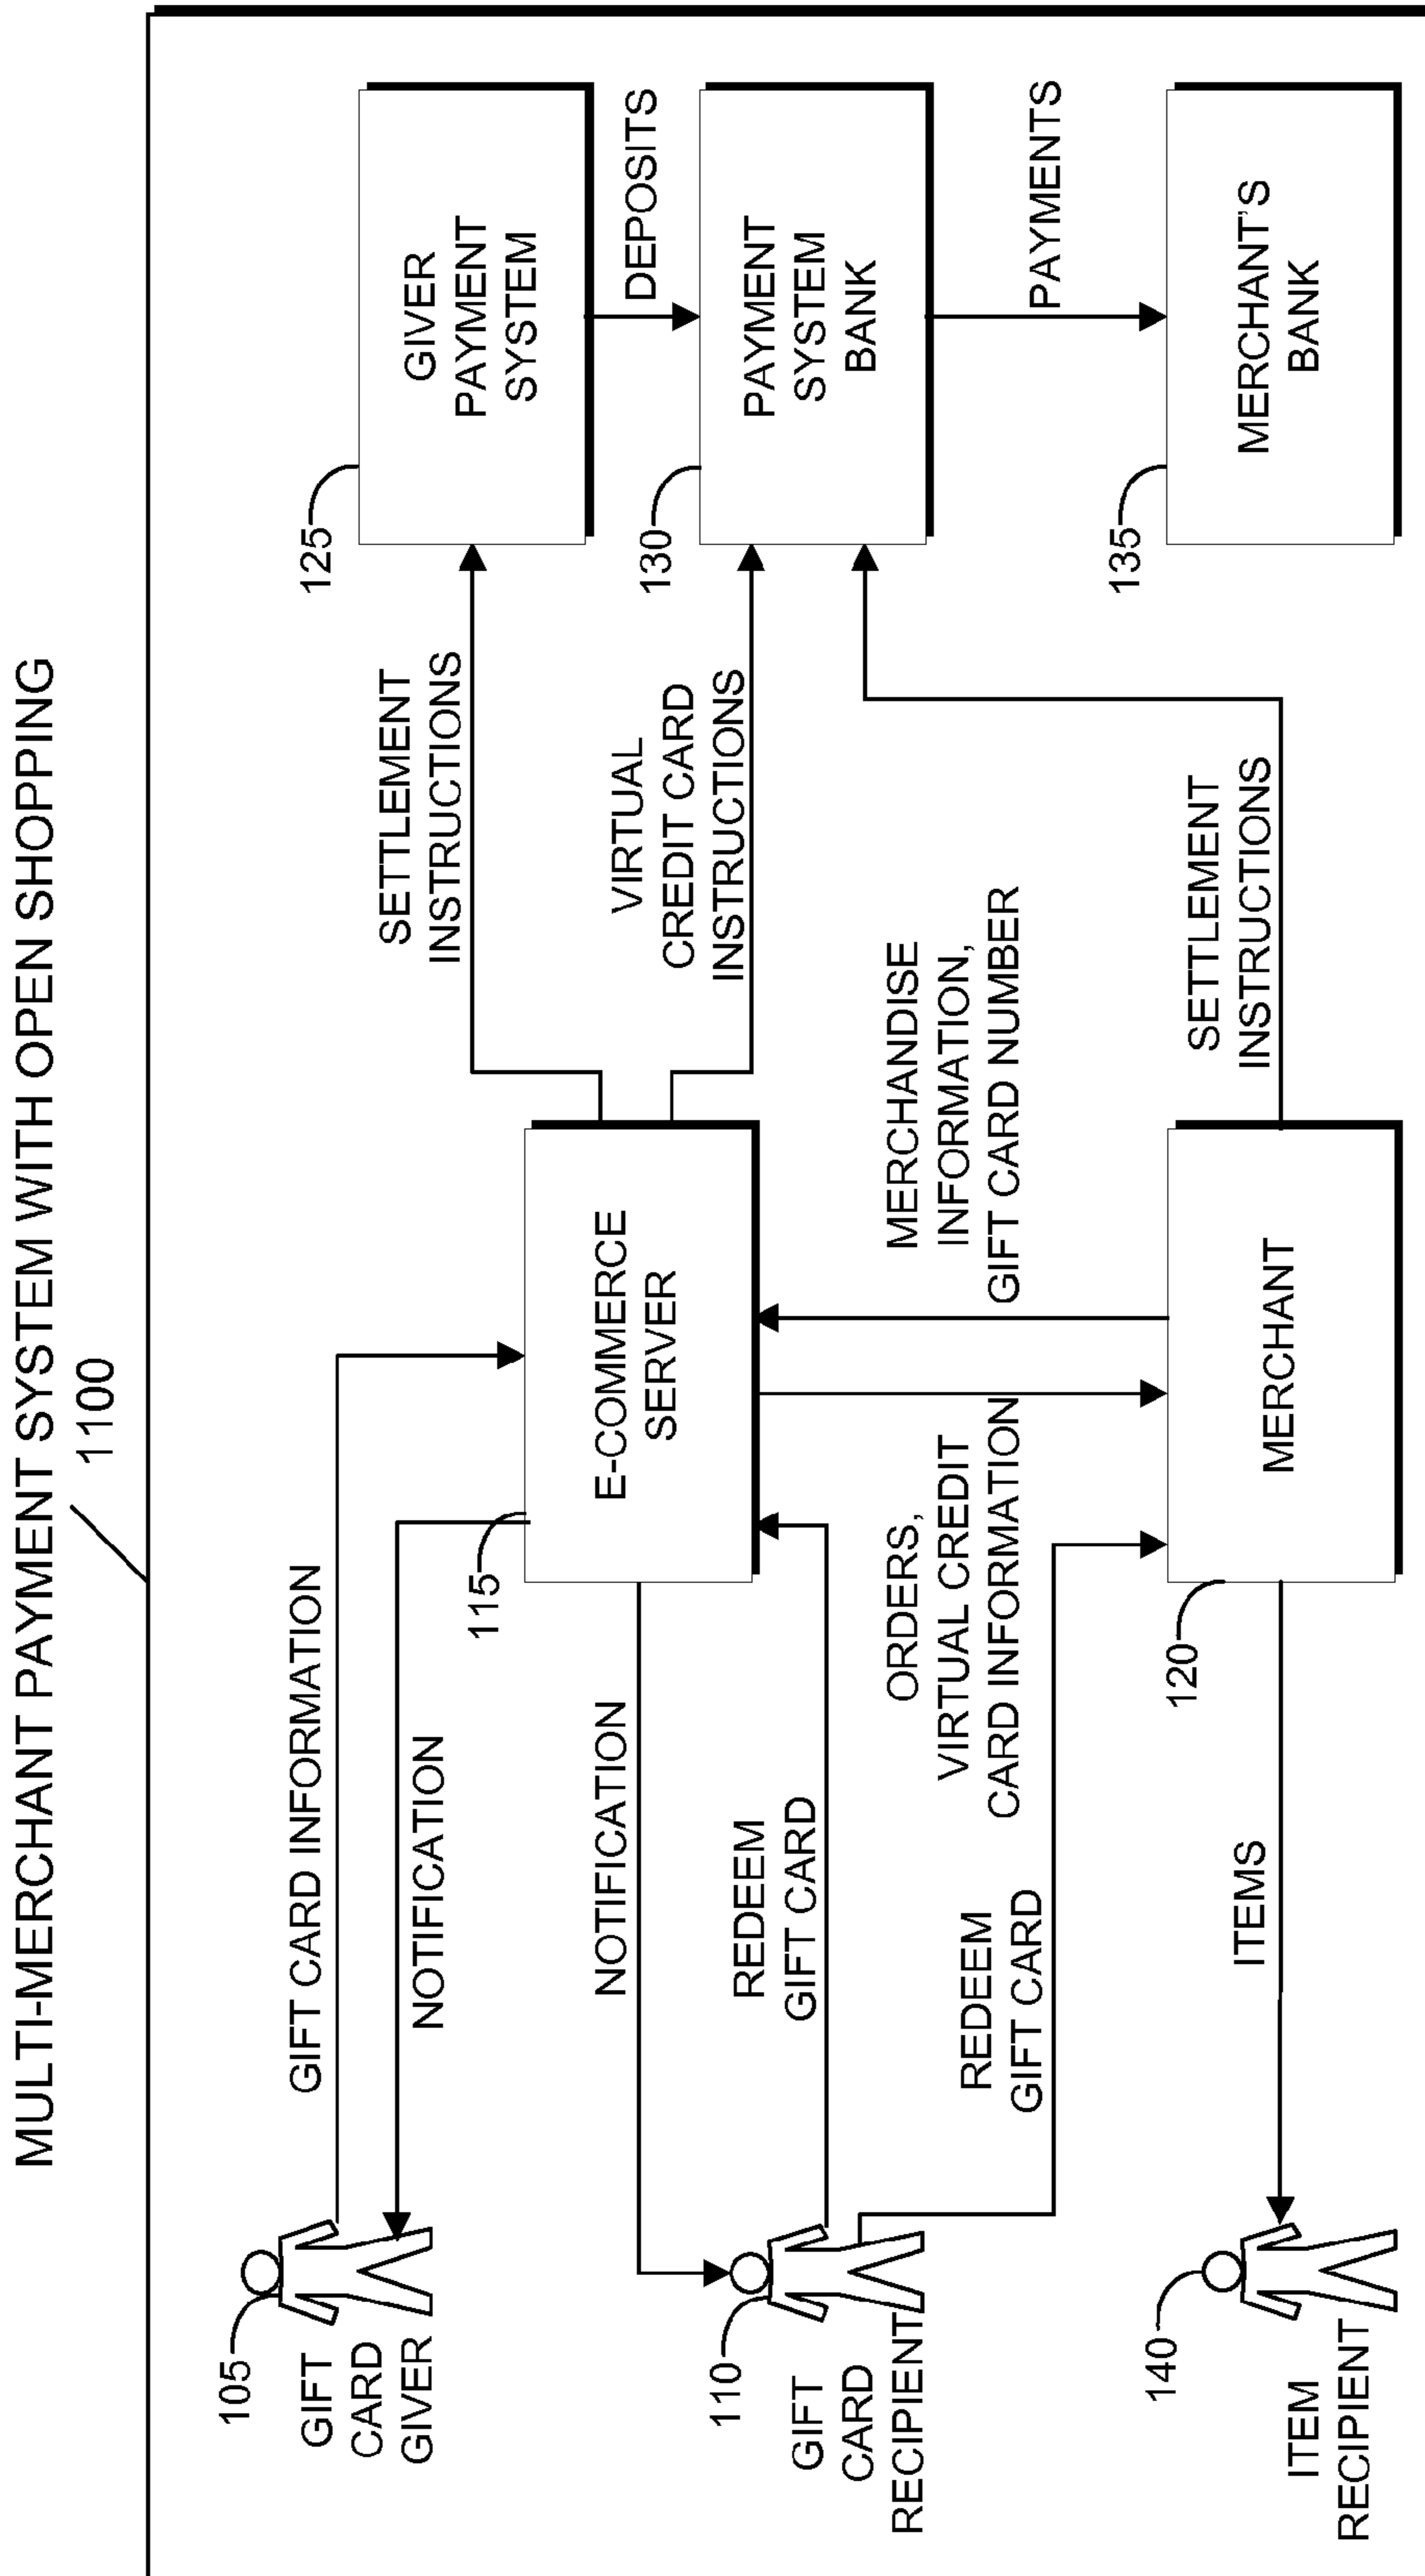 MULTI-MERCHANT PAYMENT SYSTEM WITH OPEN SHOPPING
1100
105
GIFT
CARD
GIVER
GIFT CARD INFORMATION
NOTIFICATION
115
E-COMMERCE
SERVER
SETTLEMENT
INSTRUCTIONS
125
GIVER
PAYMENT
SYSTEM
DEPOSITS
110
GIFT
CARD
RECIPIENT
NOTIFICATION
REDEEM
GIFT CARD
VIRTUAL
CREDIT CARD
INSTRUCTIONS
130
PAYMENT
SYSTEM
BANK
ORDERS,
VIRTUAL CREDIT
CARD INFORMATION
MERCHANDISE
INFORMATION,
GIFT CARD NUMBER
REDEEM
GIFT CARD
PAYMENTS
140
ITEM
RECIPIENT
ITEMS
120
MERCHANT
SETTLEMENT
INSTRUCTIONS
135
MERCHANT'S
BANK